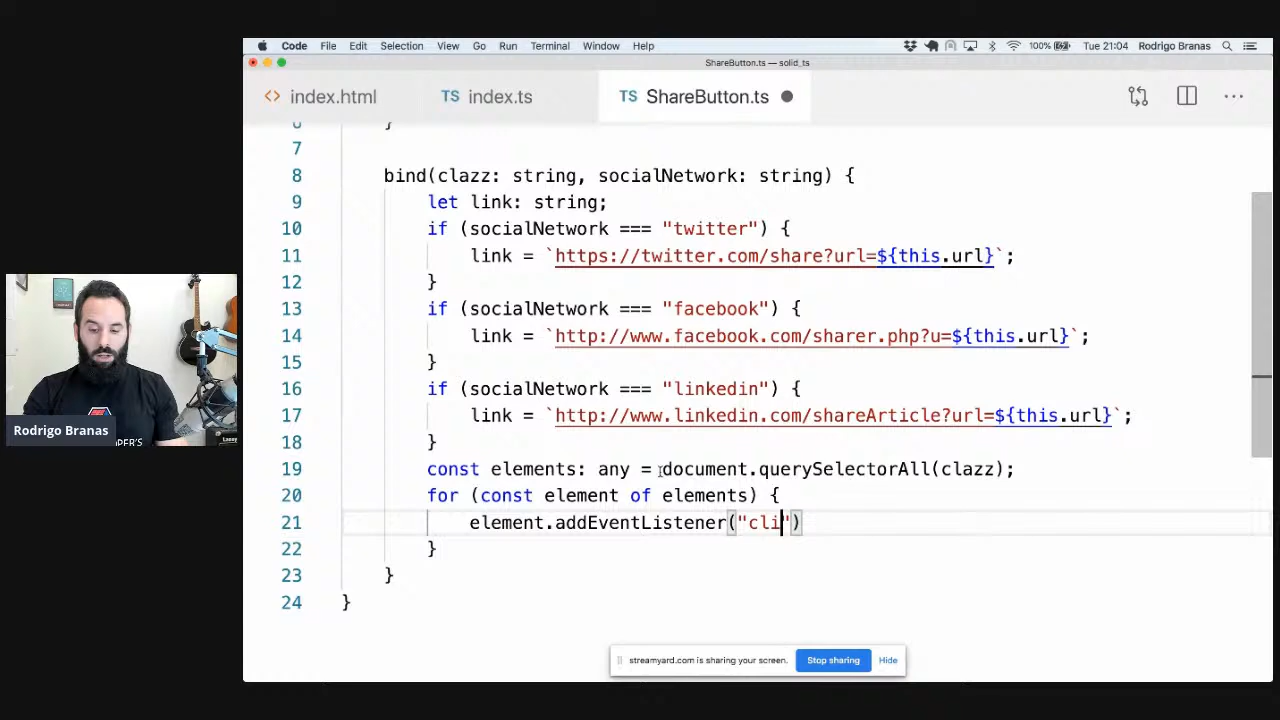 Code File Edit Selection View Go Run Terminal Window Help 100% Tue 21:04 Rodrigo Branas
ShareButton.ts — solid_ts
<> index.html TS index.ts TS ShareButton.ts
6 }
7
8 bind(clazz: string, socialNetwork: string) {
9 let link: string;
10 if (socialNetwork === "twitter") {
11 link = `https://twitter.com/share?url=${this.url}`;
12 }
13 if (socialNetwork === "facebook") {
14 link = `http://www.facebook.com/sharer.php?u=${this.url}`;
15 }
16 if (socialNetwork === "linkedin") {
17 link = `http://www.linkedin.com/shareArticle?url=${this.url}`;
18 }
19 const elements: any = document.querySelectorAll(clazz);
20 for (const element of elements) {
21 element.addEventListener("cli")
22 }
23 }
24 }
Rodrigo Branas
streamyard.com is sharing your screen. Stop sharing Hide